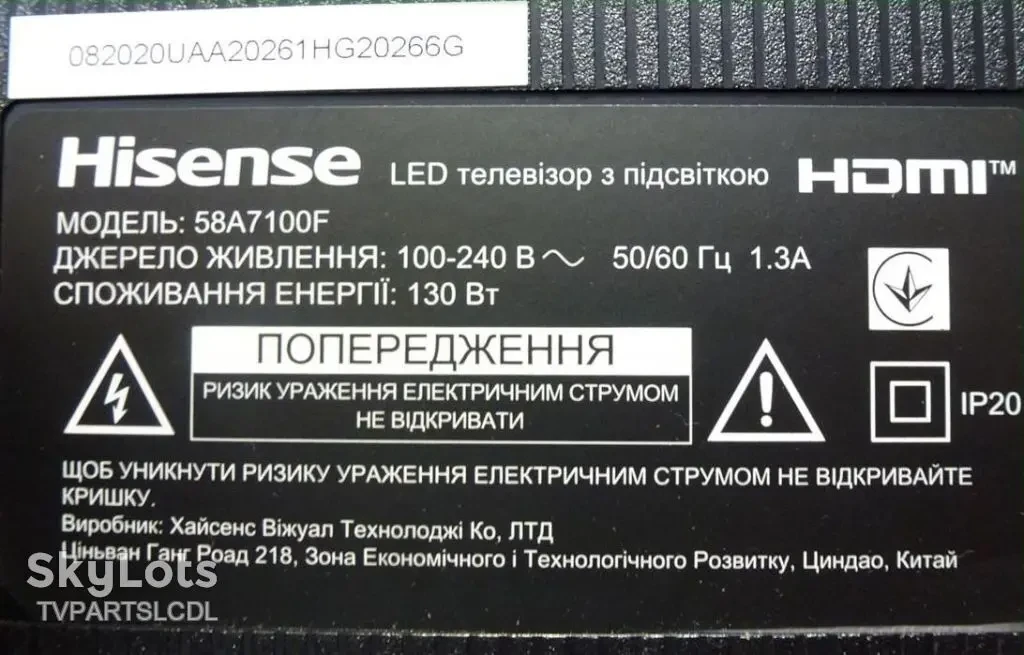 082020UAA20261HG20266G
Hisense LED телевізор з підсвіткою HDMI™
МОДЕЛЬ: 58A7100F
ДЖЕРЕЛО ЖИВЛЕННЯ: 100-240 В ~ 50/60 Гц 1.3A
СПОЖИВАННЯ ЕНЕРГІЇ: 130 Вт
ПОПЕРЕДЖЕННЯ
РИЗИК УРАЖЕННЯ ЕЛЕКТРИЧНИМ СТРУМОМ
НЕ ВІДКРИВАТИ
IP20
ЩОБ УНИКНУТИ РИЗИКУ УРАЖЕННЯ ЕЛЕКТРИЧНИМ СТРУМОМ НЕ ВІДКРИВАЙТЕ
КРИШКУ.
Виробник: Хайсенс Віжуал Технолоджі Ко, ЛТД
Ціньван Ганг Роад 218, Зона Економічного і Технологічного Розвитку, Циндао, Китай
SkyLots
TVPARTSLCDL